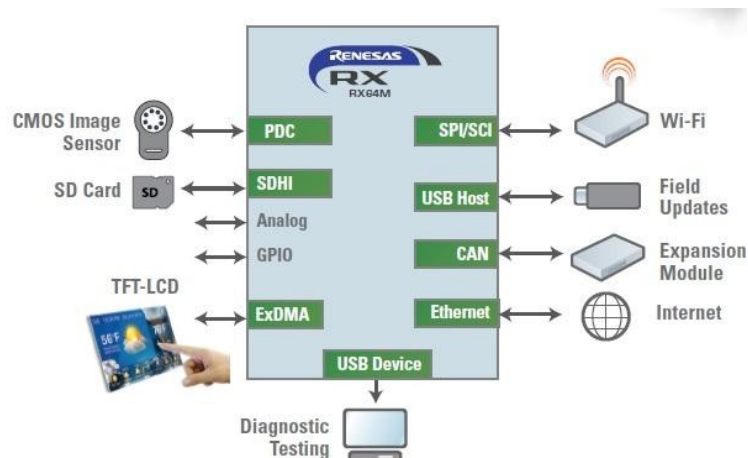 RENESAS
RX
RX64M
CMOS Image
Sensor
PDC
SPI/SCI
Wi-Fi
SD Card
SD
SDHI
USB Host
Field
Updates
Analog
GPIO
CAN
Expansion
Module
TFT-LCD
56°F
ExDMA
Ethernet
Internet
USB Device
Diagnostic
Testing